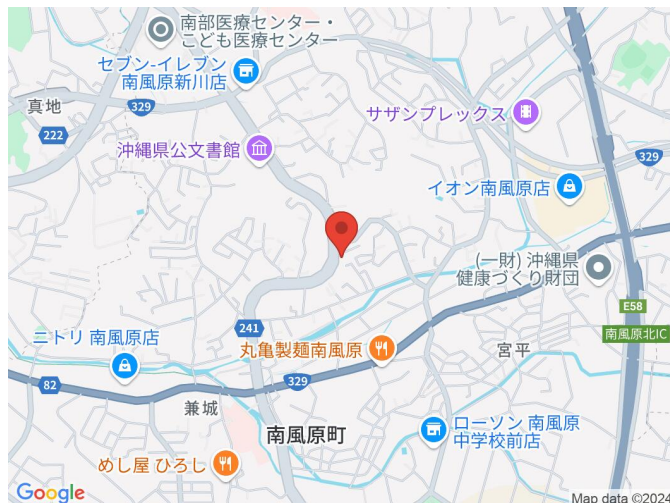 南部医療センター・
こども医療センター
セブン-イレブン
南風原新川店
真地
329
222
サザンプレックス
沖縄県公文書館
329
イオン南風原店
(一財) 沖縄県
健康づくり財団
E58
241
南風原北IC
ニトリ 南風原店
丸亀製麺南風原
宮平
82
329
兼城
南風原町
ローソン 南風原
中学校前店
めし屋 ひろし
Google
Map data ©2024